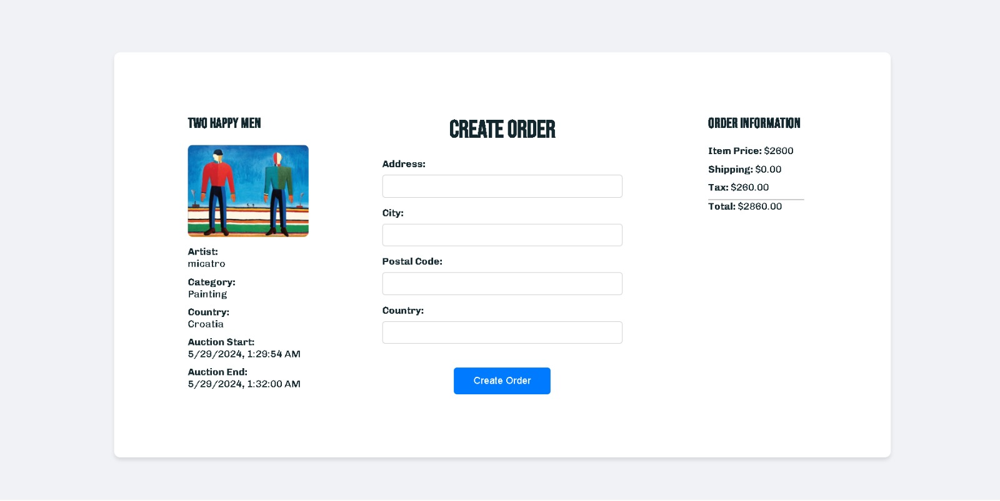 TWO HAPPY MEN
Artist:
micatro
Category:
Painting
Country:
Croatia
Auction Start:
5/29/2024, 1:29:54 AM
Auction End:
5/29/2024, 1:32:00 AM
CREATE ORDER
Address:
City:
Postal Code:
Country:
Create Order
ORDER INFORMATION
Item Price: $2600
Shipping: $0.00
Tax: $260.00
Total: $2860.00